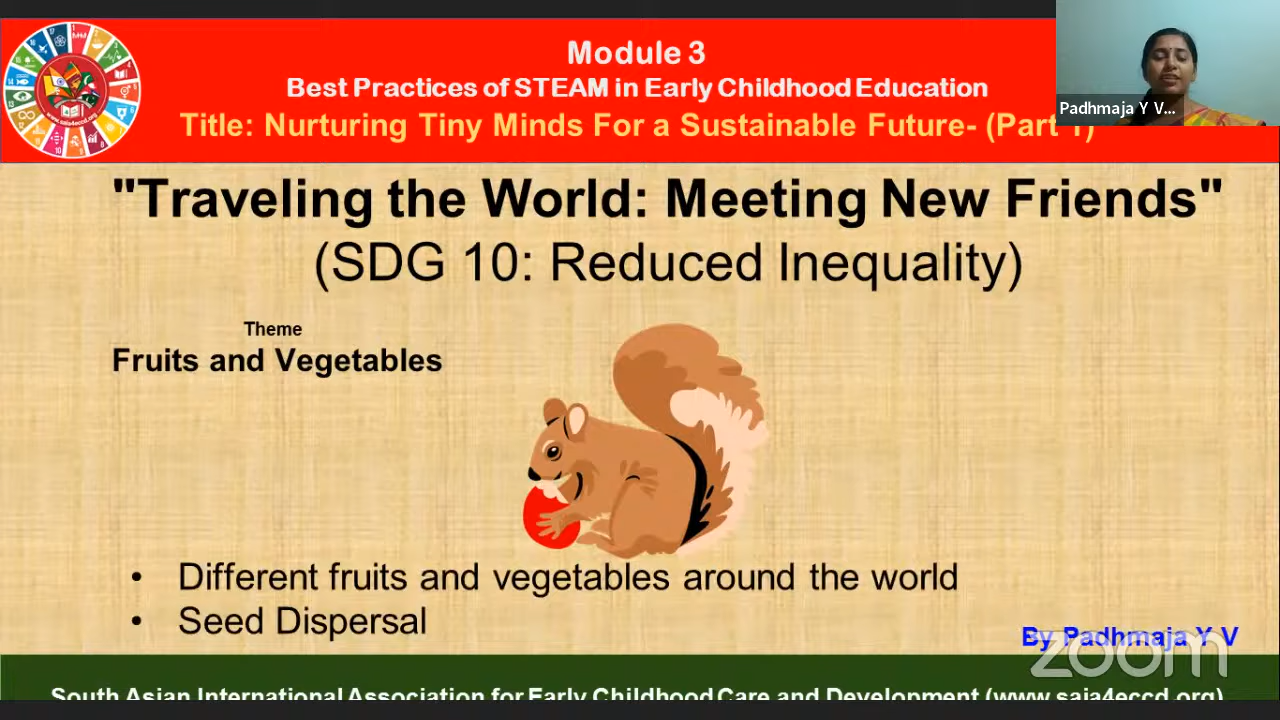 Module 3
Best Practices of STEAM in Early Childhood Education
Title: Nurturing Tiny Minds For a Sustainable Future- (Part 1)
Padhmaja Y V...
"Traveling the World: Meeting New Friends"
(SDG 10: Reduced Inequality)
Theme
Fruits and Vegetables
• Different fruits and vegetables around the world
• Seed Dispersal
By Padhmaja Y V
zoom
South Asian International Association for Early Childhood Care and Development (www.saia4eccd.org)